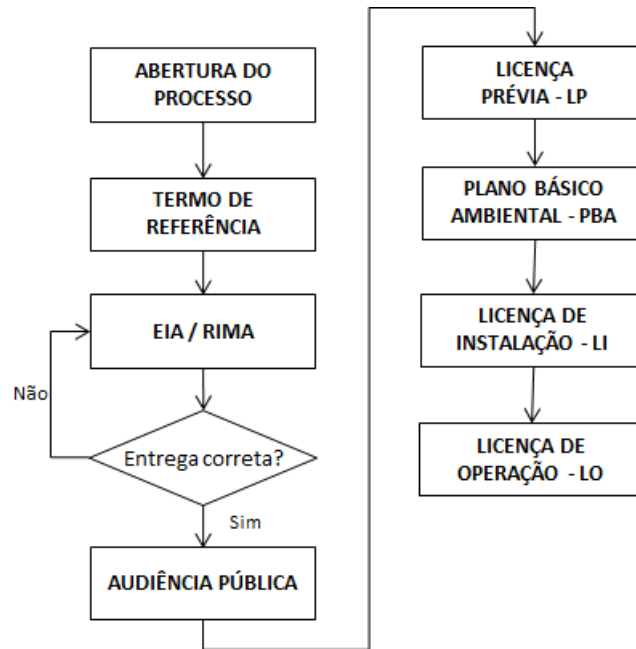 ABERTURA DO
PROCESSO
TERMO DE
REFERÊNCIA
EIA / RIMA
Não
Entrega correta?
Sim
AUDIÊNCIA PÚBLICA
LICENÇA
PRÉVIA - LP
PLANO BÁSICO
AMBIENTAL - PBA
LICENÇA DE
INSTALAÇÃO - LI
LICENÇA DE
OPERAÇÃO - LO